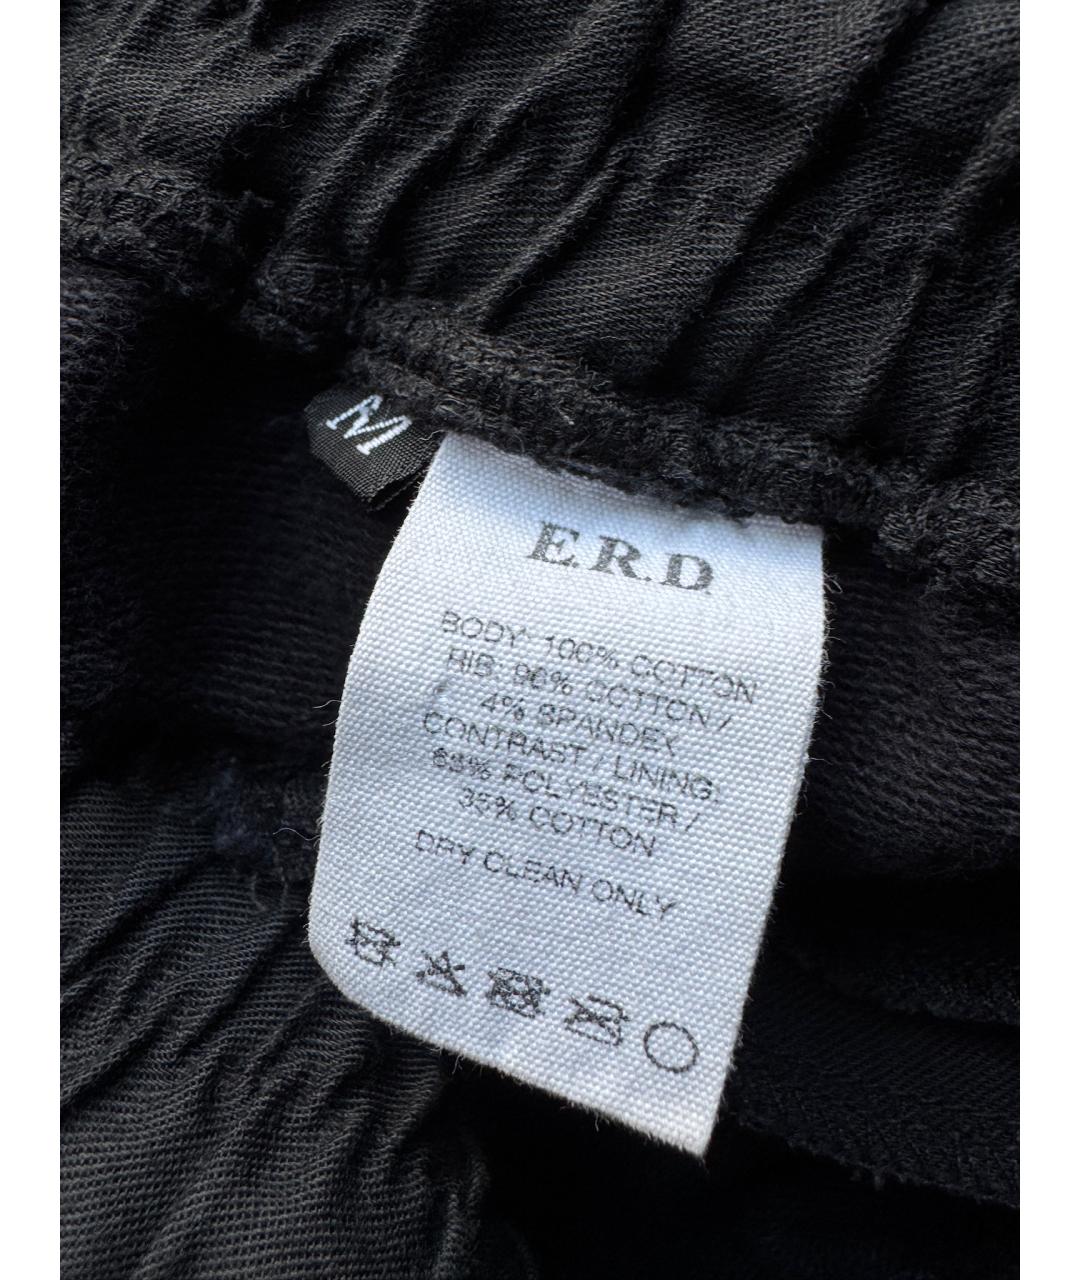 M
E.R.D.
BODY: 100% COTTON
RIB: 96% COTTON /
4% SPANDEX
CONTRAST / LINING:
65% POLYESTER /
35% COTTON
DRY CLEAN ONLY